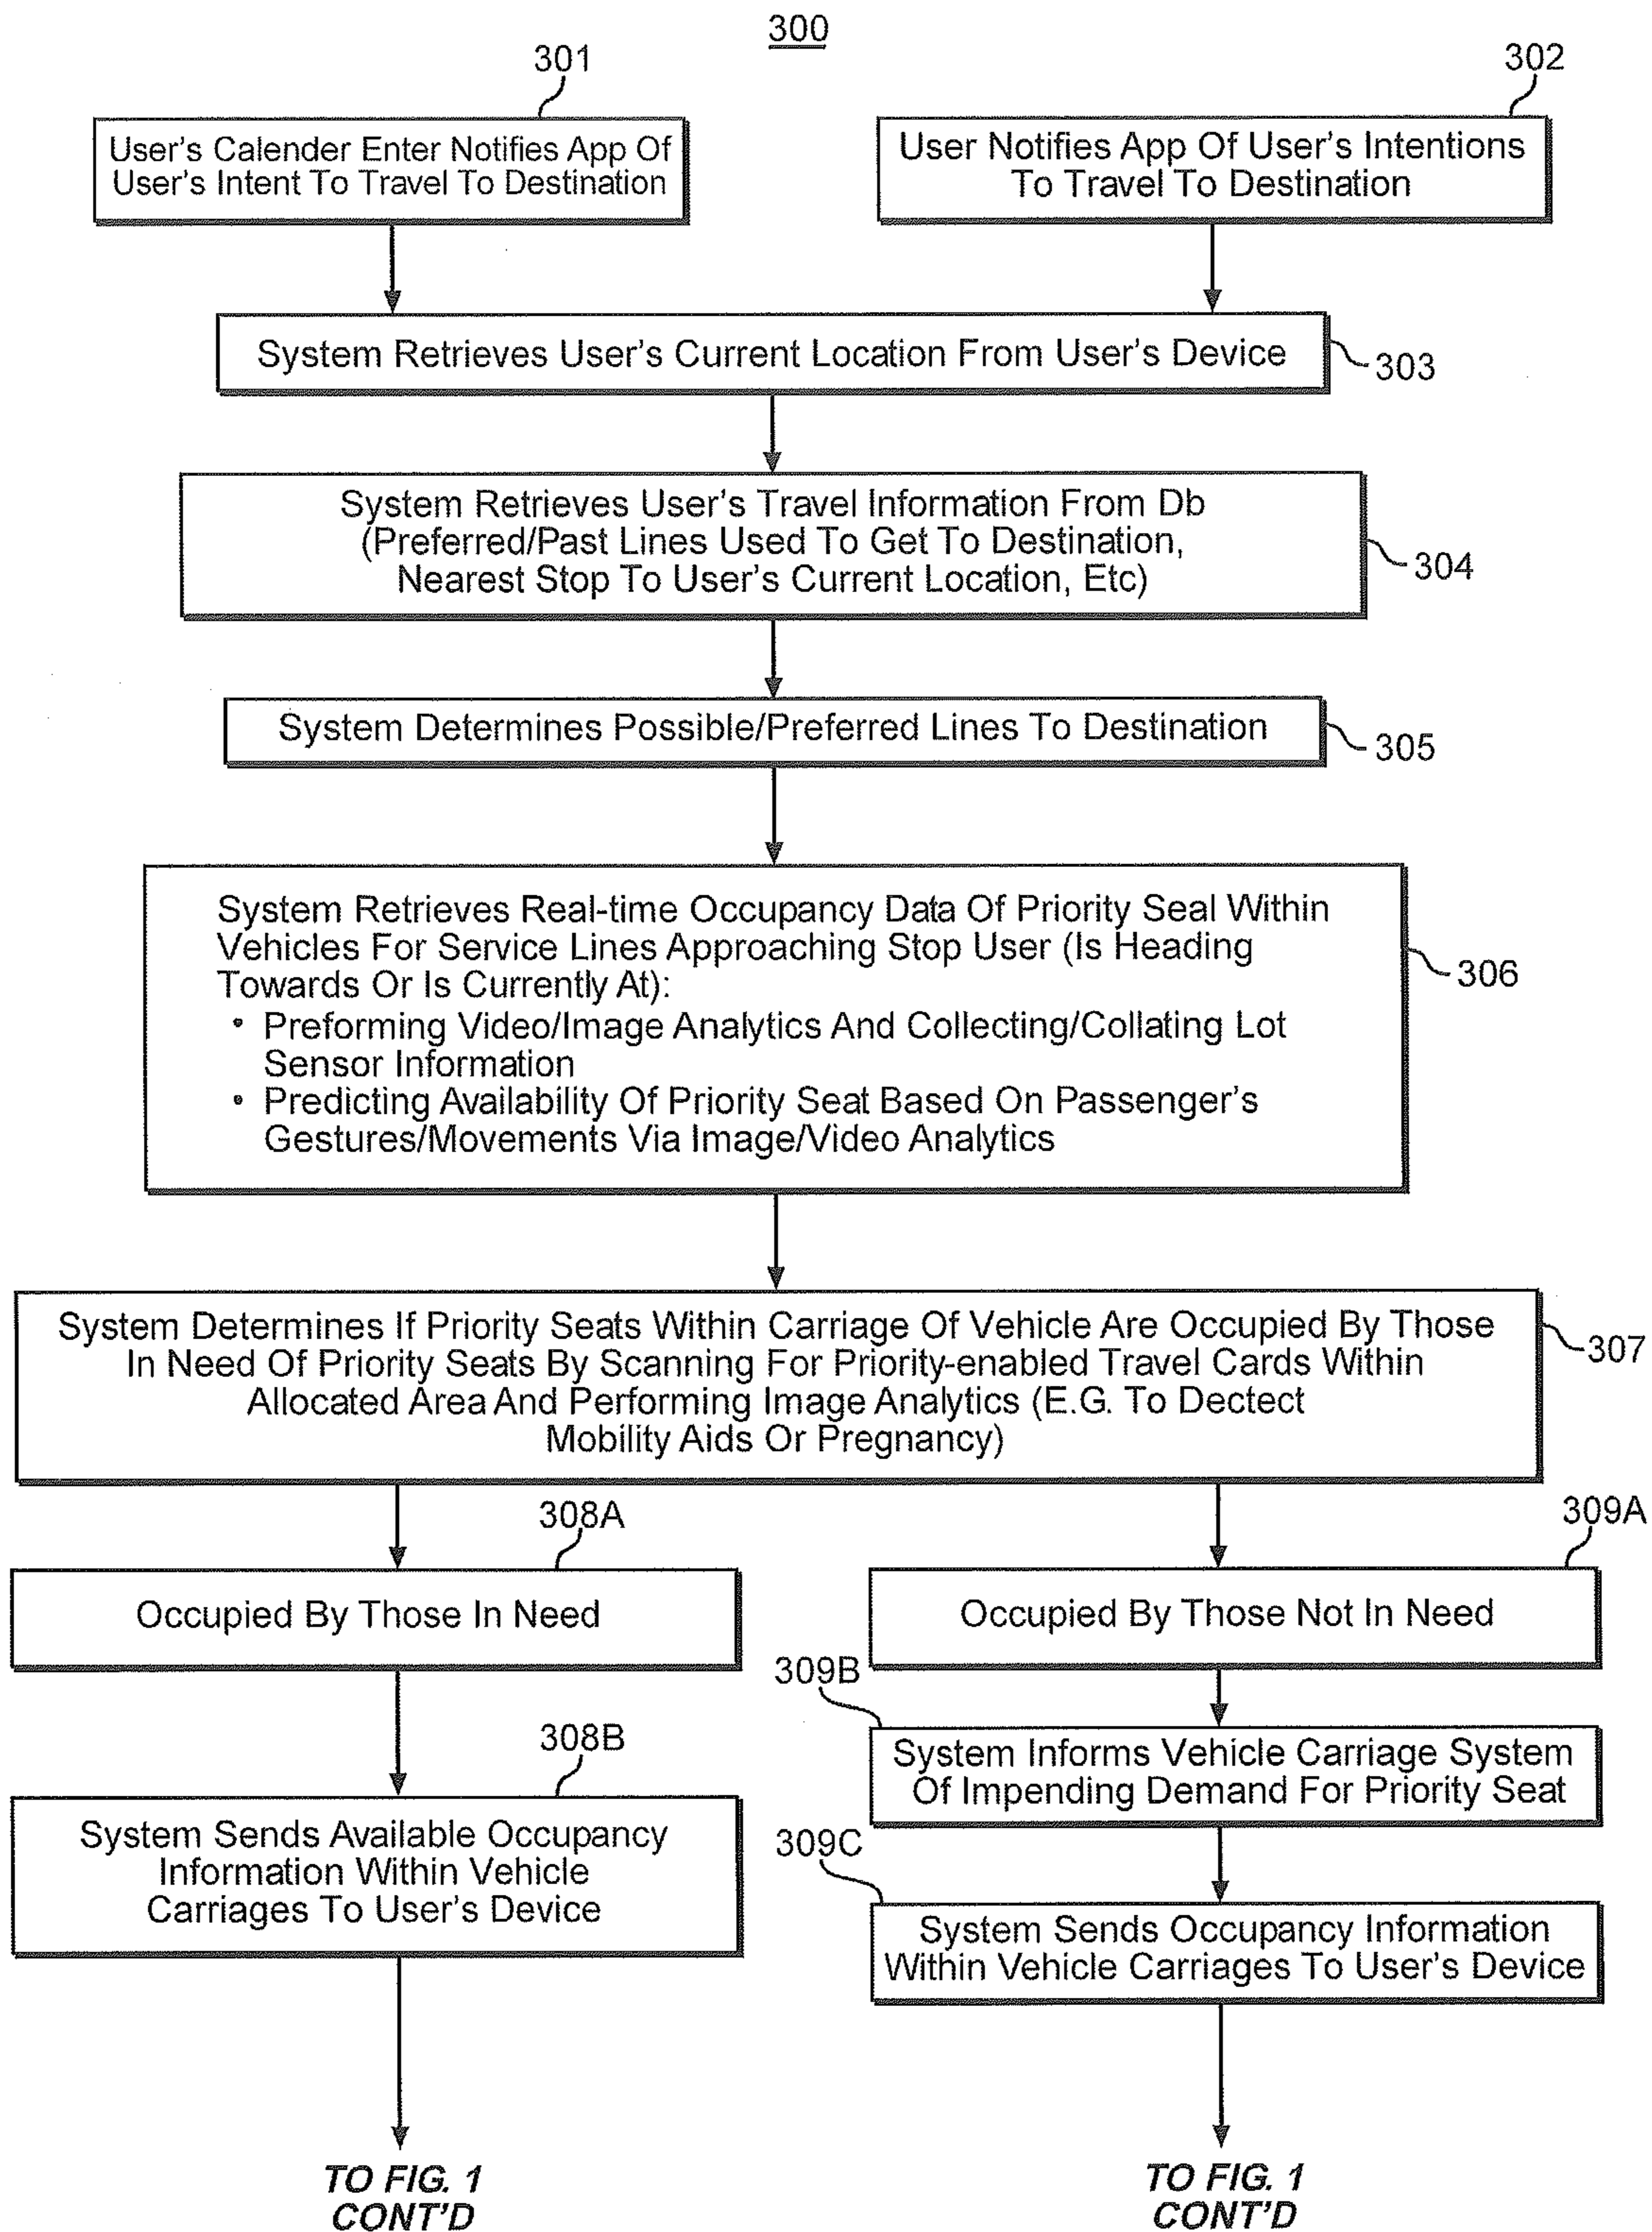 300
301
User's Calender Enter Notifies App Of
User's Intent To Travel To Destination
302
User Notifies App Of User's Intentions
To Travel To Destination
System Retrieves User's Current Location From User's Device
303
System Retrieves User's Travel Information From Db
(Preferred/Past Lines Used To Get To Destination,
Nearest Stop To User's Current Location, Etc)
304
System Determines Possible/Preferred Lines To Destination
305
System Retrieves Real-time Occupancy Data Of Priority Seal Within
Vehicles For Service Lines Approaching Stop User (Is Heading
Towards Or Is Currently At):
• Preforming Video/Image Analytics And Collecting/Collating Lot
Sensor Information
• Predicting Availability Of Priority Seat Based On Passenger's
Gestures/Movements Via Image/Video Analytics
306
System Determines If Priority Seats Within Carriage Of Vehicle Are Occupied By Those
In Need Of Priority Seats By Scanning For Priority-enabled Travel Cards Within
Allocated Area And Performing Image Analytics (E.G. To Dectect
Mobility Aids Or Pregnancy)
307
308A
Occupied By Those In Need
308B
System Sends Available Occupancy
Information Within Vehicle
Carriages To User's Device
TO FIG. 1
CONT'D
309A
Occupied By Those Not In Need
309B
System Informs Vehicle Carriage System
Of Impending Demand For Priority Seat
309C
System Sends Occupancy Information
Within Vehicle Carriages To User's Device
TO FIG. 1
CONT'D